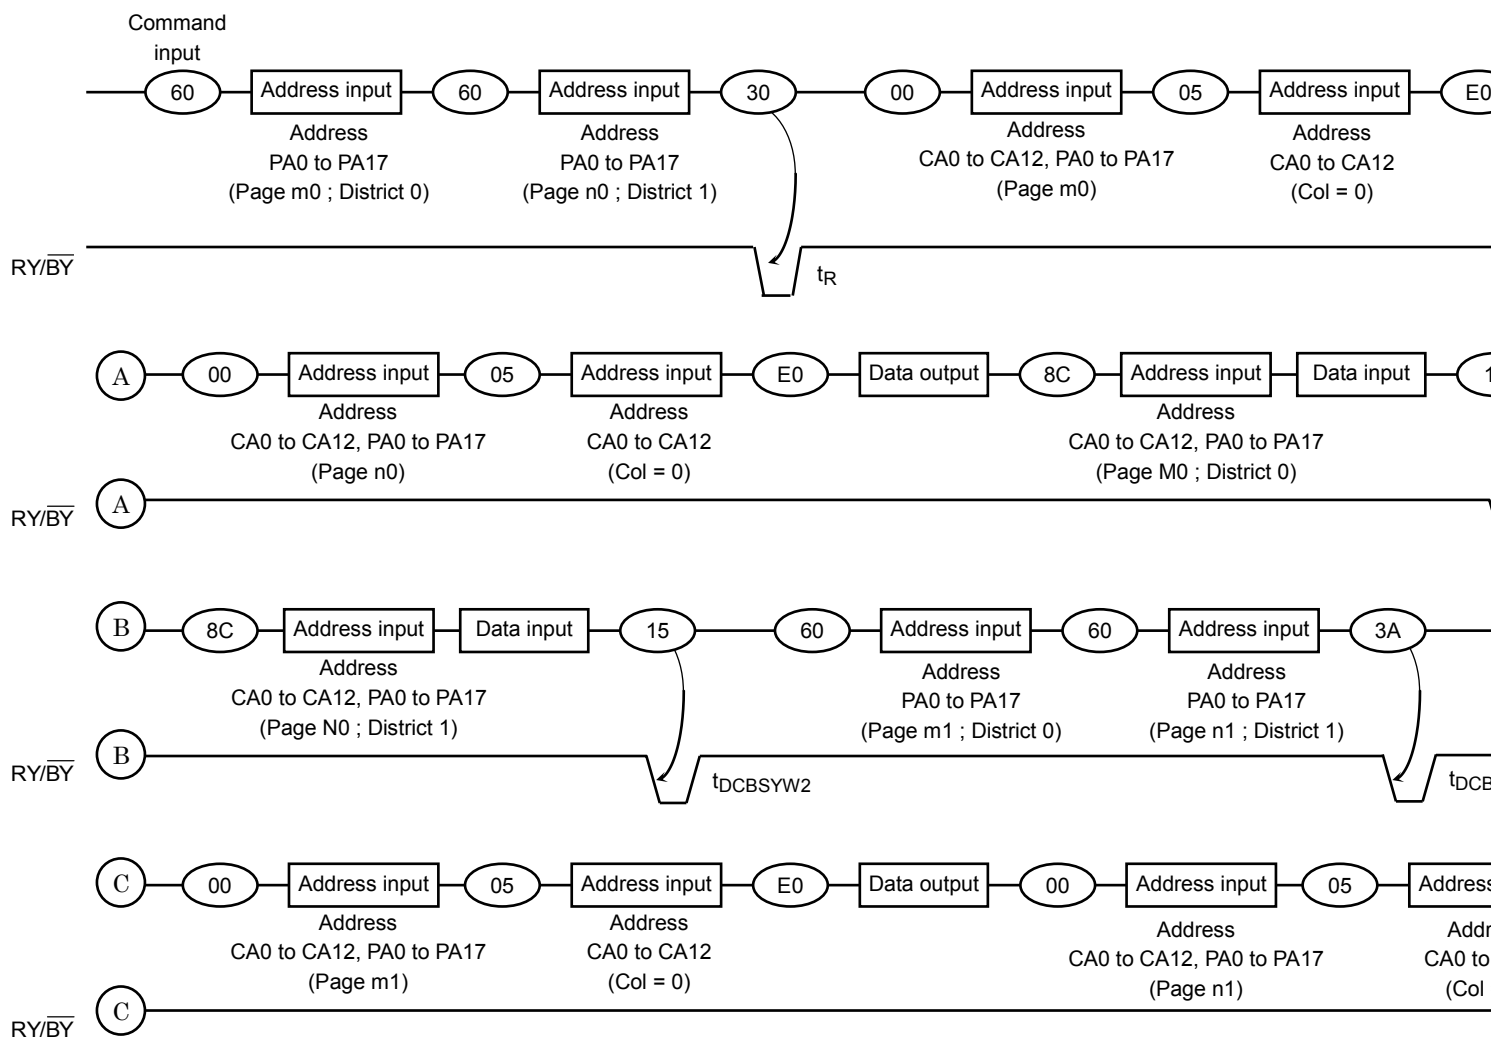 Command
input
60 Address input 60 Address input 30 00 Address input 05 Address input E0
Address
PA0 to PA17
(Page m0 ; District 0)
Address
PA0 to PA17
(Page n0 ; District 1)
Address
CA0 to CA12, PA0 to PA17
(Page m0)
Address
CA0 to CA12
(Col = 0)
RY/BY
tR
A 00 Address input 05 Address input E0 Data output 8C Address input Data input 1
Address
CA0 to CA12, PA0 to PA17
(Page n0)
Address
CA0 to CA12
(Col = 0)
Address
CA0 to CA12, PA0 to PA17
(Page M0 ; District 0)
A
RY/BY
B 8C Address input Data input 15 60 Address input 60 Address input 3A
Address
CA0 to CA12, PA0 to PA17
(Page N0 ; District 1)
Address
PA0 to PA17
(Page m1 ; District 0)
Address
PA0 to PA17
(Page n1 ; District 1)
B
RY/BY
tDCBSYW2
tDCB
C 00 Address input 05 Address input E0 Data output 00 Address input 05 Address
Address
CA0 to CA12, PA0 to PA17
(Page m1)
Address
CA0 to CA12
(Col = 0)
Address
CA0 to CA12, PA0 to PA17
(Page n1)
Addr
CA0 to
(Col
C
RY/BY